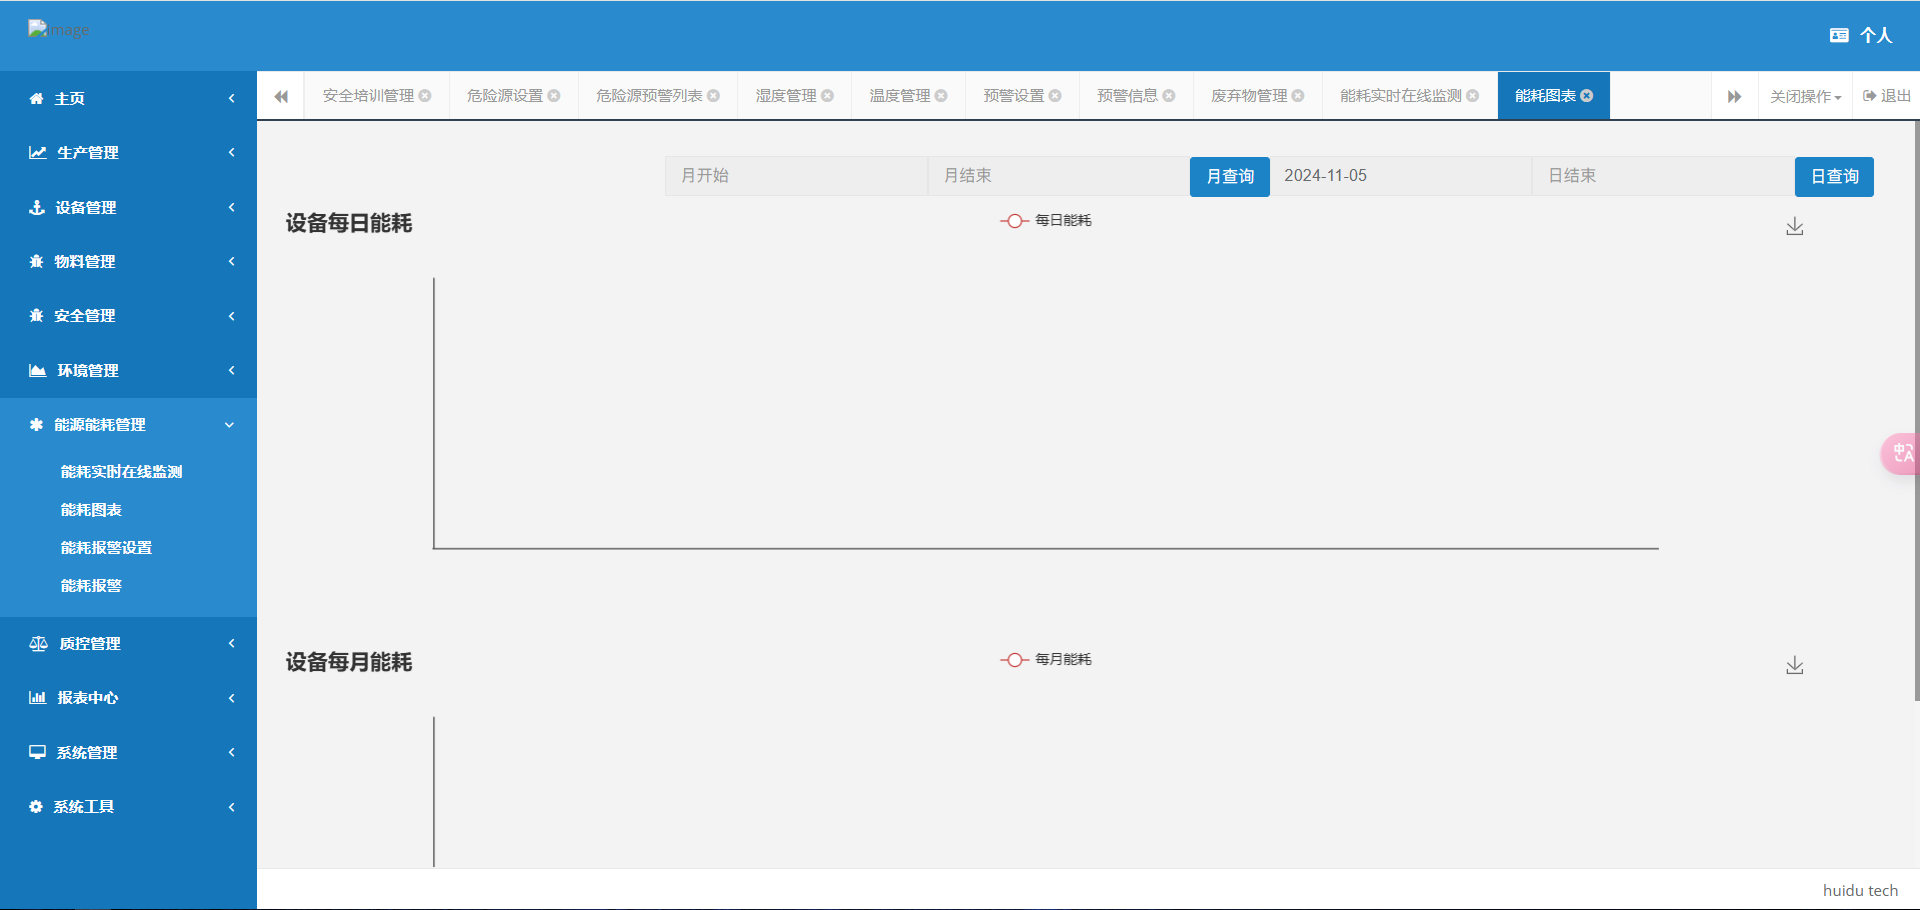 Image
个人
主页
生产管理
设备管理
物料管理
安全管理
环境管理
能源能耗管理
能耗实时在线监测
能耗图表
能耗报警设置
能耗报警
质控管理
报表中心
系统管理
系统工具
安全培训管理 危险源设置 危险源预警列表 湿度管理 温度管理 预警设置 预警信息 废弃物管理 能耗实时在线监测 能耗图表 关闭操作 退出
月开始 月结束 月查询 2024-11-05 日结束 日查询
设备每日能耗 每日能耗
设备每月能耗 每月能耗
中 A
huidu tech